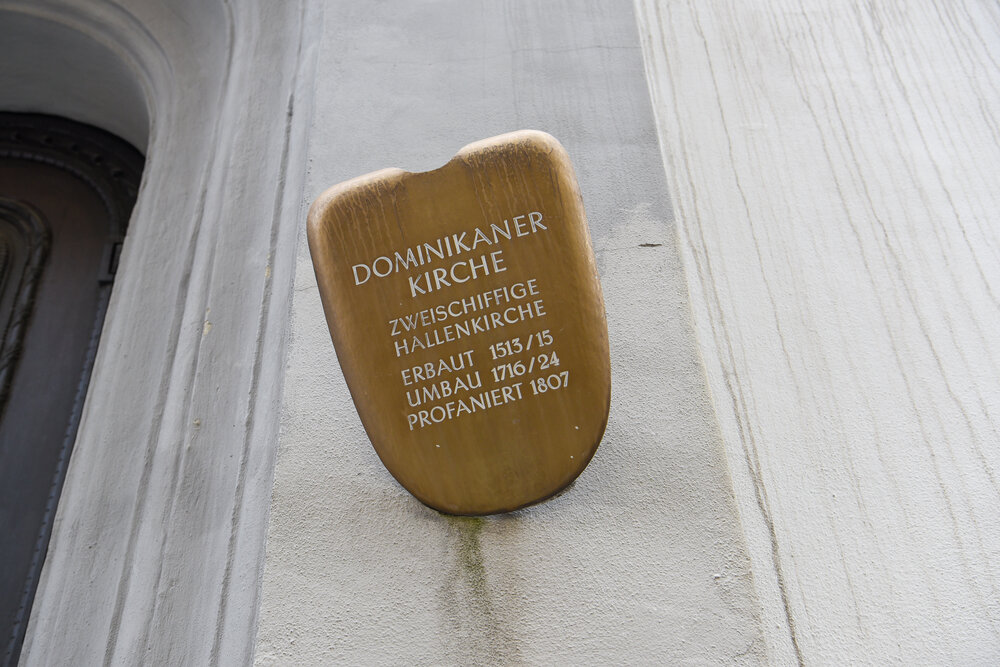 DOMINIKANER
KIRCHE
ZWEISCHIFFIGE
HALLENKIRCHE
ERBAUT 1513/15
UMBAU 1716/24
PROFANIERT 1807